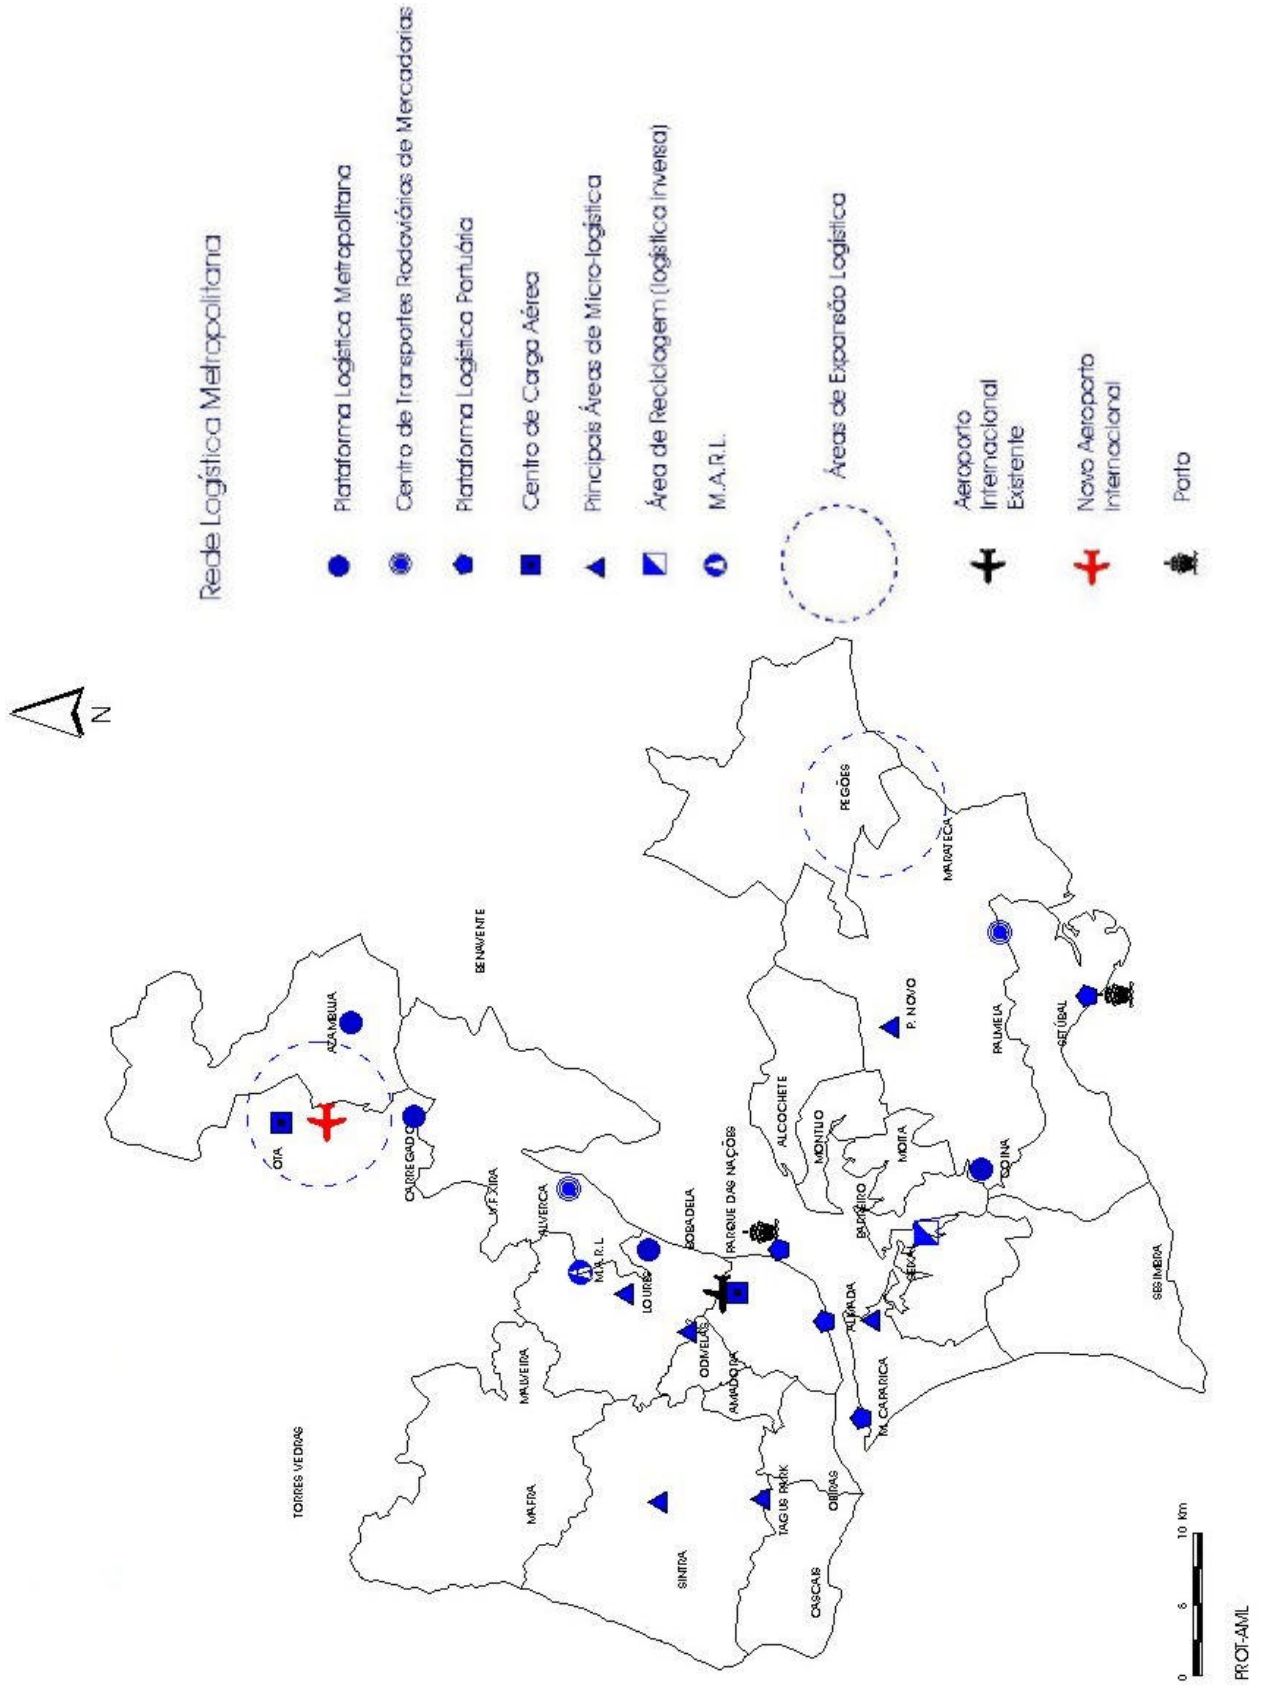 Rede Logística Metropolitana
Plataforma Logística Metropolitana
Centro de Transportes Rodoviários de Mercadorias
Plataforma Logística Portuária
Centro de Carga Aérea
Principais Áreas de Micro-logística
Área de Reciclagem (logística inversa)
M.A.R.L.
Áreas de Expansão Logística
Aeroporto
Internacional
Existente
Novo Aeroporto
Internacional
Porto
N
TORRES VEDRAS
AZAMBUJA
OTA
BENAVENTE
CARREGADO
V.F.XIRA
ALVERCA
MALVEIRA
MAFRA
M.A.R.L.
LOURES
BOBADELA
SINTRA
ODIVELAS
AMADORA
PARQUE DAS NAÇÕES
TAGUS PARK
OEIRAS
CASCAIS
ALCOCHETE
MONTIJO
MOITA
BARREIRO
SEIXAL
ALMADA
M. CAPARICA
P. NOVO
PEGÕES
MARATECA
COINA
PALMELA
SETÚBAL
SESIMBRA
0 5 10 Km
PROT-AML